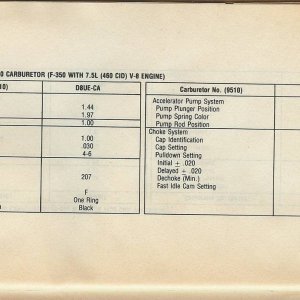 0 CARBURETOR (F-350 WITH 7.5L (460 CID) V-8 ENGINE)
10) D8UE-CA
1.44
1.97
1.00
1.00
.030
4-6
207
F
One Ring
Black
Carburetor No. (9510)
Accelerator Pump System
Pump Plunger Position
Pump Spring Color
Pump Rod Position
Choke System
Cap Identification
Cap Setting
Pulldown Setting
Initial ± .020
Delayed ± .020
Dechoke (Min.)
Fast Idle Cam Setting